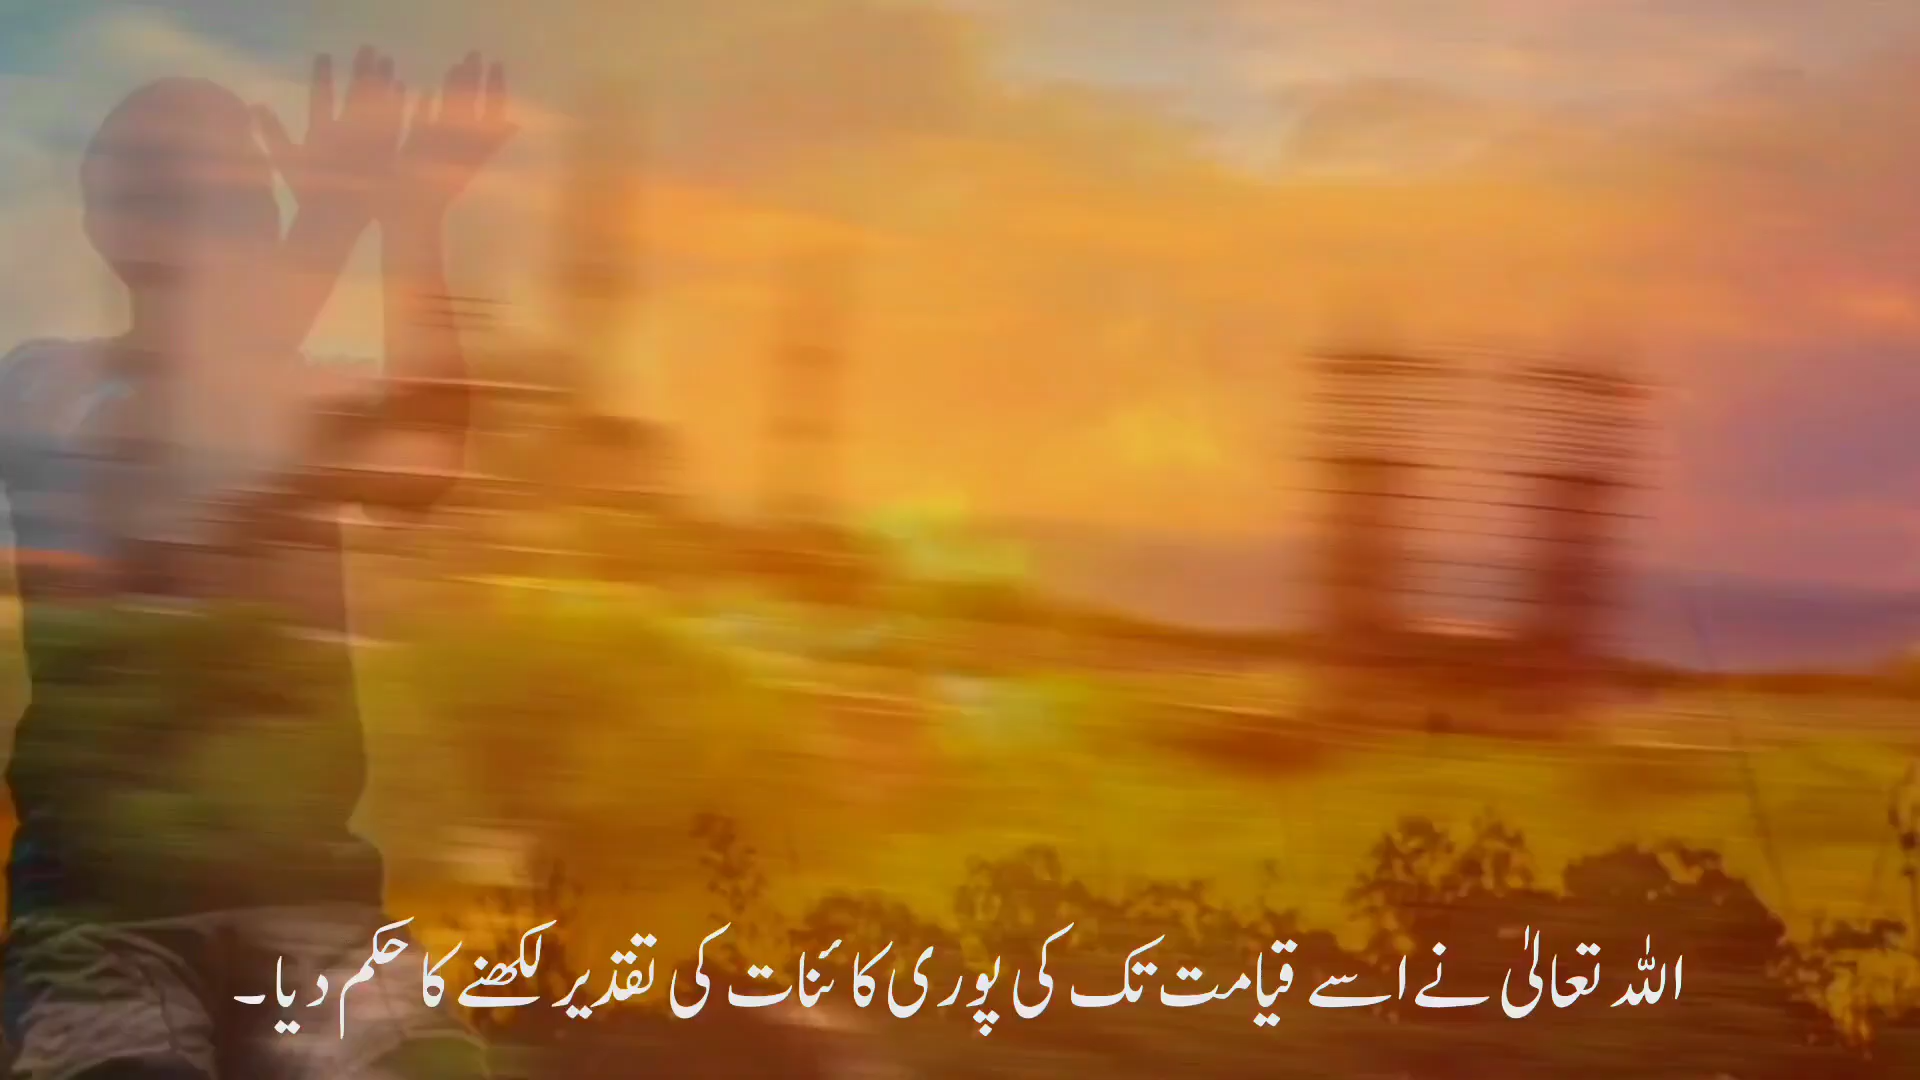 اللہ تعالیٰ نے اسے قیامت تک کی پوری کائنات کی تقدیر لکھنے کا حکم دیا۔